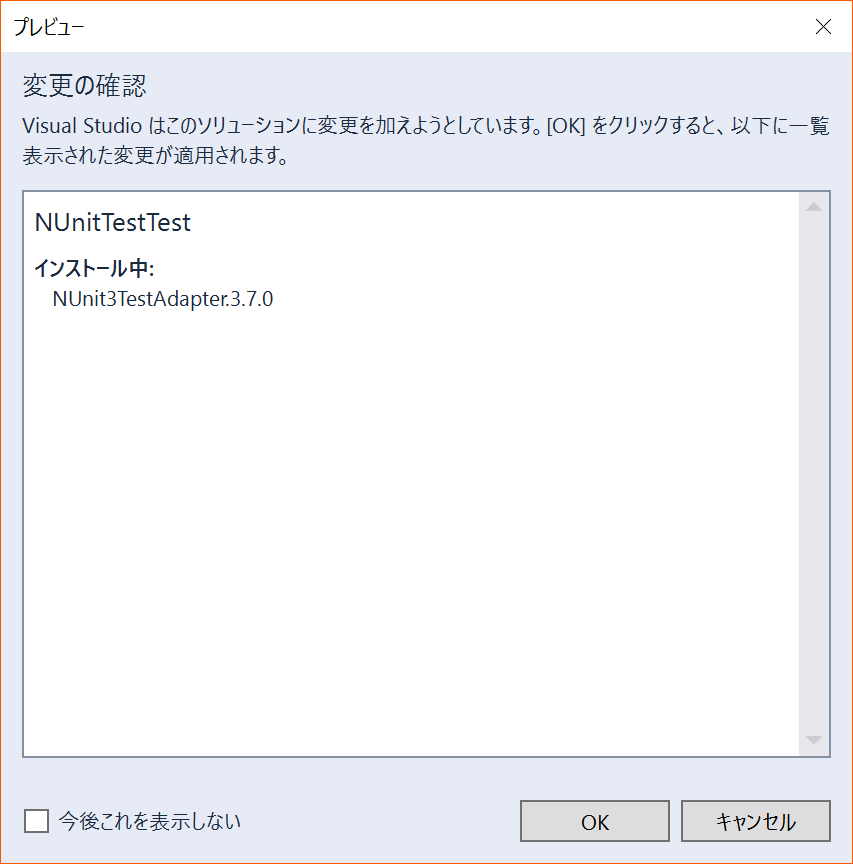 プレビュー
変更の確認
Visual Studio はこのソリューションに変更を加えようとしています。[OK] をクリックすると、以下に一覧
表示された変更が適用されます。
NUnitTestTest
インストール中:
NUnit3TestAdapter.3.7.0
今後これを表示しない
OK
キャンセル